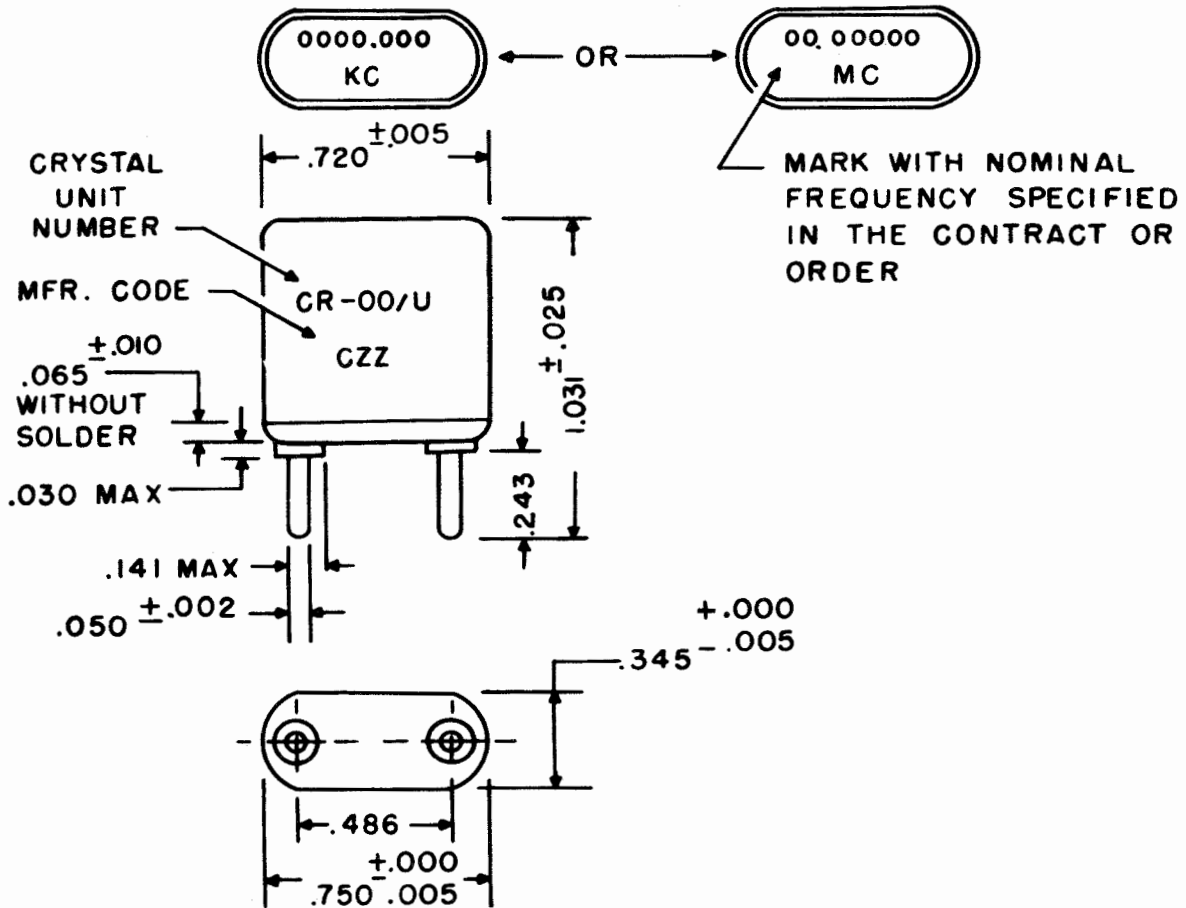 0000.000
KC
OR
00.00000
MC
.720 ±.005
CRYSTAL
UNIT
NUMBER
MARK WITH NOMINAL
FREQUENCY SPECIFIED
IN THE CONTRACT OR
ORDER
MFR. CODE
CR-00/U
CZZ
.065 ±.010
WITHOUT
SOLDER
1.031 ±.025
.030 MAX
.243
.141 MAX
.050 ±.002
.345 +.000
-.005
.486
.750 ±.000
.005